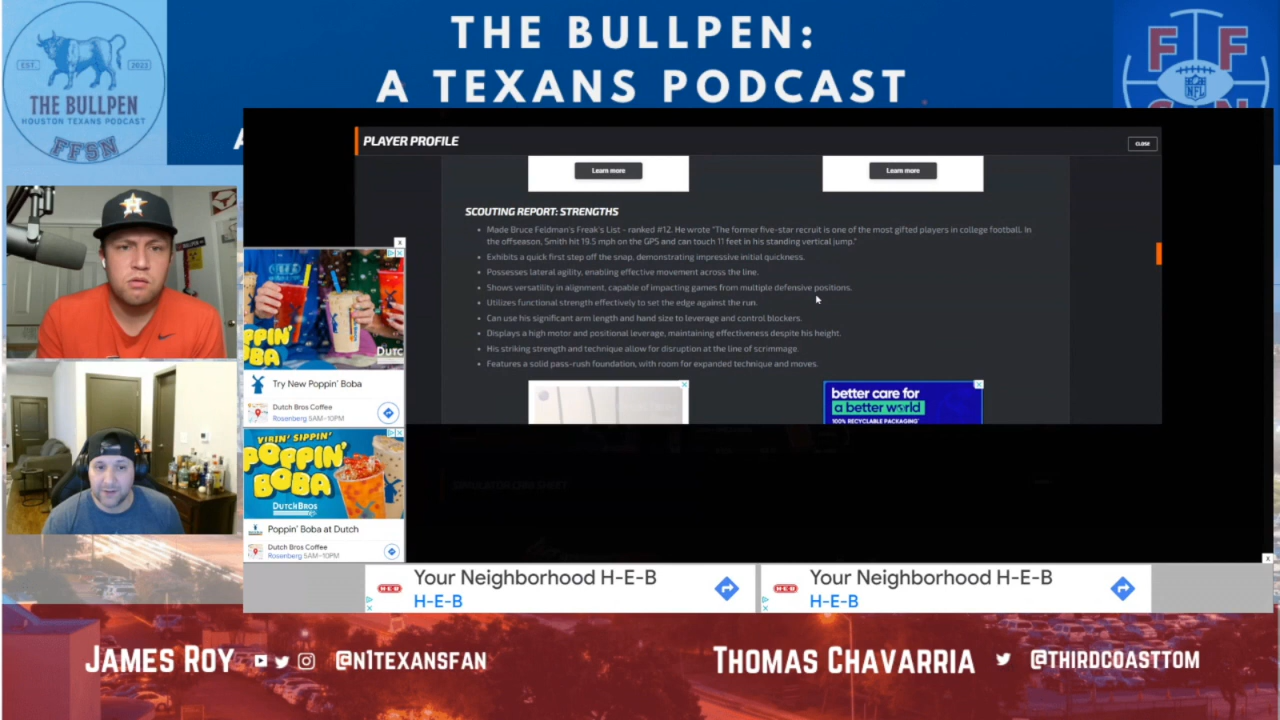 THE BULLPEN:
A TEXANS PODCAST
EST.
2023
THE BULLPEN
HOUSTON TEXANS PODCAST
FFSN
F F
NFL
PLAYER PROFILE
CLOSE
Learn more
Learn more
SCOUTING REPORT: STRENGTHS
Made Bruce Feldman's Freak's List - ranked #12. He wrote "The former five-star recruit is one of the most gifted players in college football. In
the offseason, Smith hit 19.5 mph on the GPS and can touch 11 feet in his standing vertical jump."
Exhibits a quick first step off the snap, demonstrating impressive initial quickness.
Possesses lateral agility, enabling effective movement across the line.
Shows versatility in alignment, capable of impacting games from multiple defensive positions.
Utilizes functional strength effectively to set the edge against the run.
Can use his significant arm length and hand size to leverage and control blockers.
Displays a high motor and positional leverage, maintaining effectiveness despite his height.
His striking strength and technique allow for disruption at the line of scrimmage.
Features a solid pass-rush foundation, with room for expanded technique and moves.
better care for
a better world
100% RECYCLABLE PACKAGING*
PPIN'
BOBA
DUTC
Try New Poppin' Boba
Dutch Bros Coffee
Rosenberg 5AM–10PM
VIBIN' SIPPIN'
POPPIN'
BOBA
DUTCH BROS
Poppin' Boba at Dutch
Dutch Bros Coffee
Rosenberg 5AM–10PM
H-E-B
Your Neighborhood H-E-B
H-E-B
H-E-B
Your Neighborhood H-E-B
H-E-B
JAMES ROY
@N1TEXANSFAN
THOMAS CHAVARRIA
@THIRDCOASTTOM